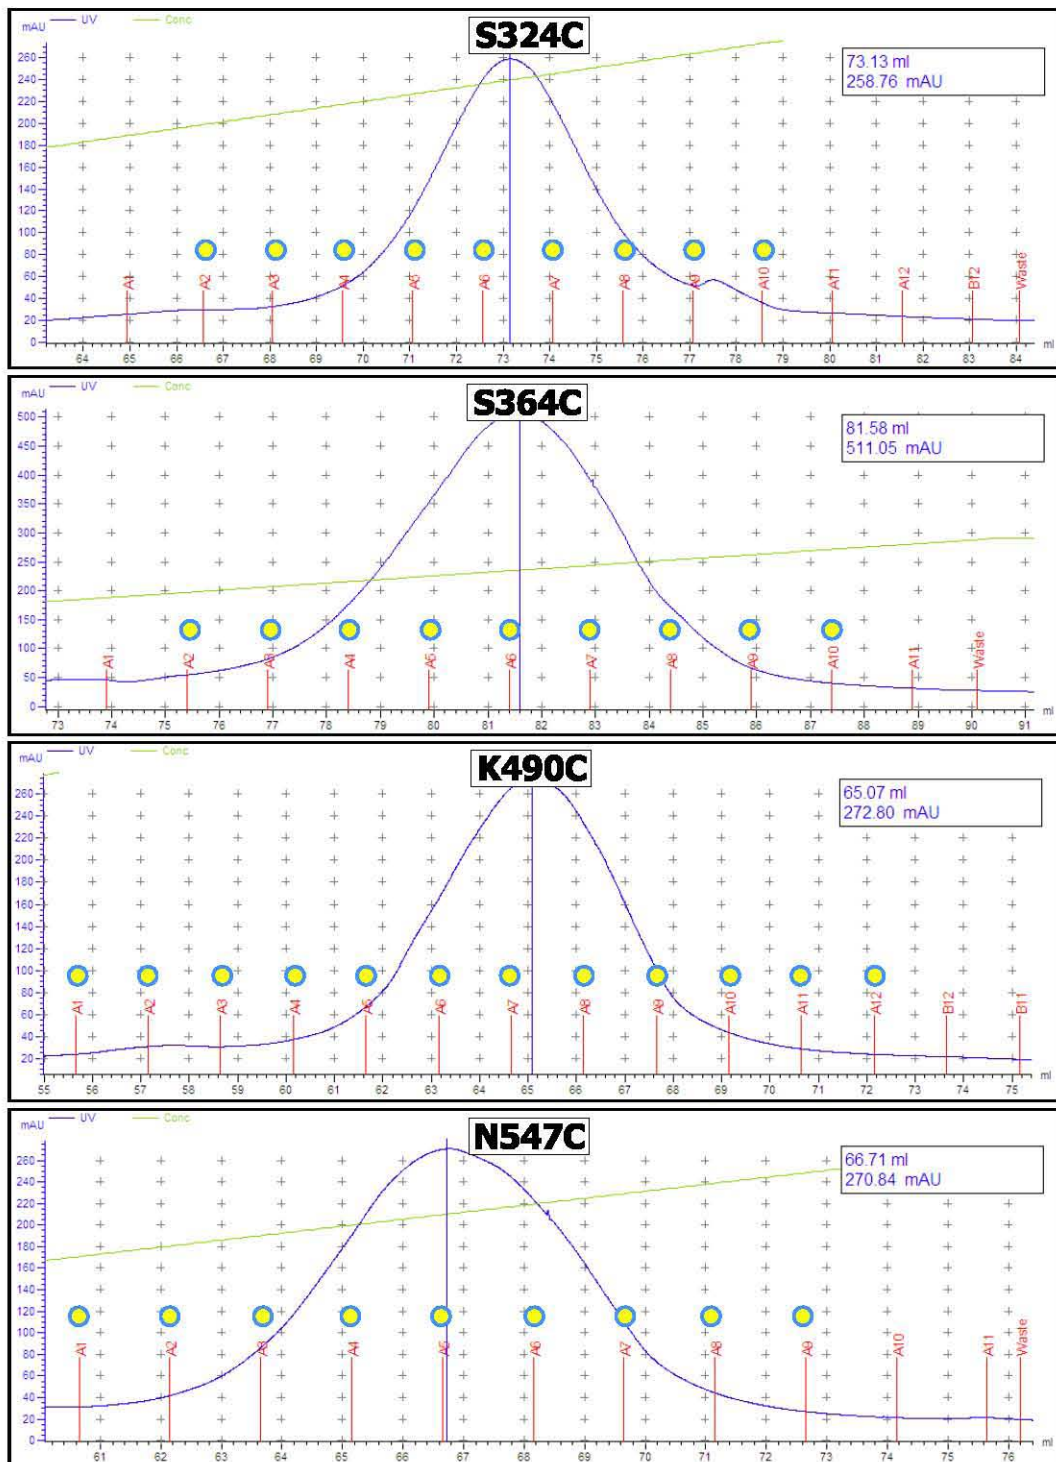 mAU UV Conc
S324C
73.13 ml
258.76 mAU
260
240
220
200
180
160
140
120
100
80
60
40
20
0
A1 A2 A3 A4 A5 A6 A7 A8 A9 A10 A11 A12 B12 Waste
64 65 66 67 68 69 70 71 72 73 74 75 76 77 78 79 80 81 82 83 84 ml
mAU UV Conc
S364C
81.58 ml
511.05 mAU
500
450
400
350
300
250
200
150
100
50
0
A1 A2 A3 A4 A5 A6 A7 A8 A9 A10 A11 Waste
73 74 75 76 77 78 79 80 81 82 83 84 85 86 87 88 89 90 91 ml
mAU UV Conc
K490C
65.07 ml
272.80 mAU
260
240
220
200
180
160
140
120
100
80
60
40
20
A1 A2 A3 A4 A5 A6 A7 A8 A9 A10 A11 A12 B12 B11
55 56 57 58 59 60 61 62 63 64 65 66 67 68 69 70 71 72 73 74 75 ml
mAU UV Conc
N547C
66.71 ml
270.84 mAU
260
240
220
200
180
160
140
120
100
80
60
40
20
0
A1 A2 A3 A4 A5 A6 A7 A8 A9 A10 A11 Waste
61 62 63 64 65 66 67 68 69 70 71 72 73 74 75 76 ml